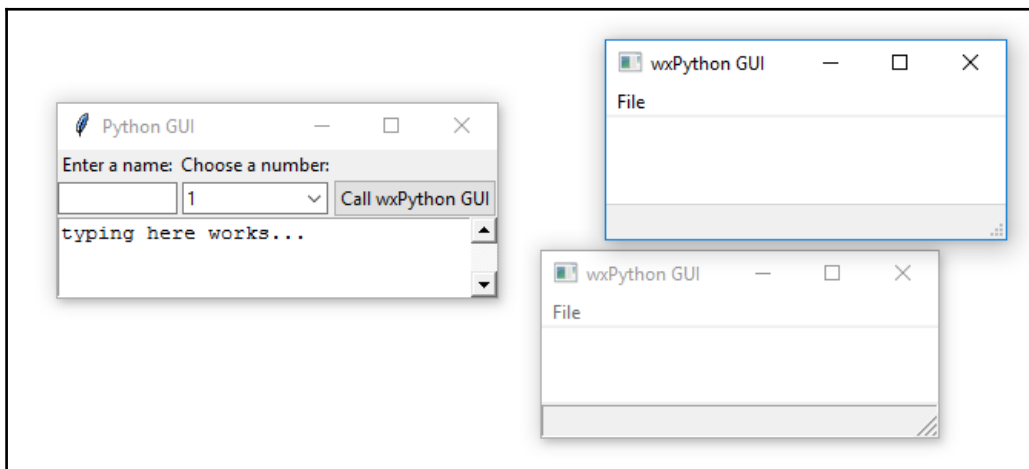 Python GUI
Enter a name: Choose a number:
1
Call wxPython GUI
typing here works...
wxPython GUI
File
wxPython GUI
File